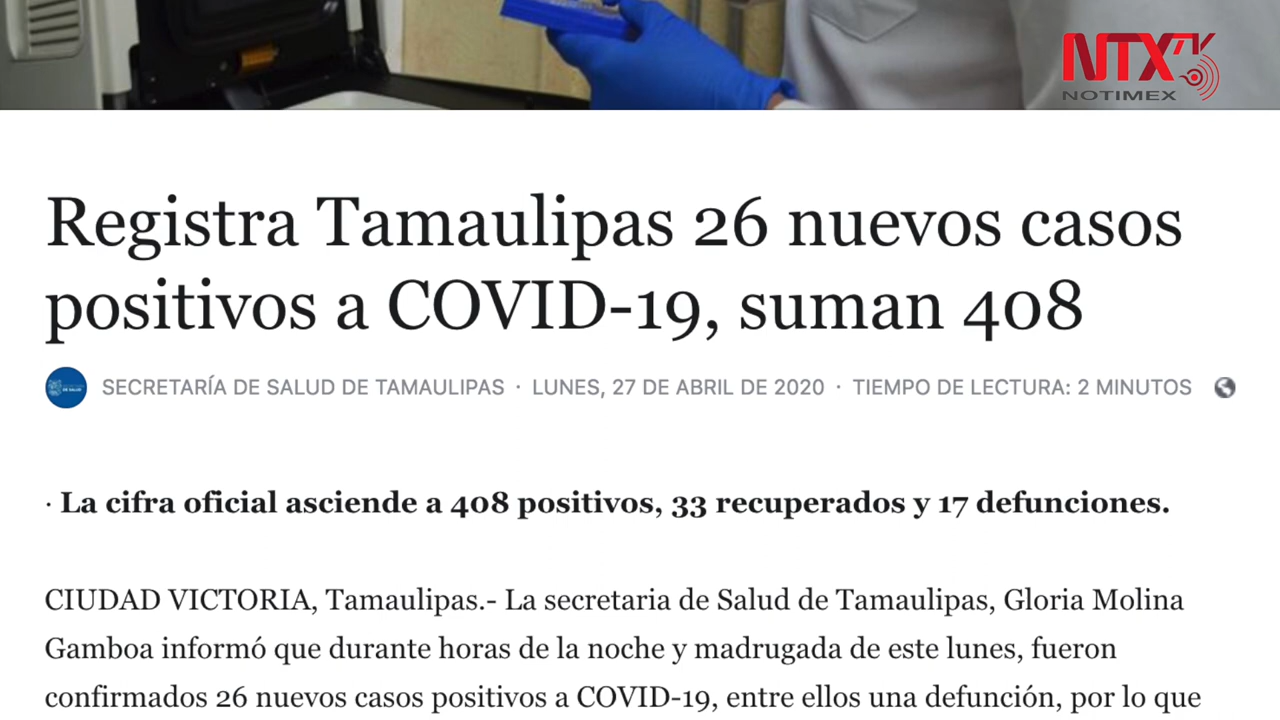 NTX TV
NOTIMEX
Registra Tamaulipas 26 nuevos casos
positivos a COVID-19, suman 408
SECRETARÍA DE SALUD DE TAMAULIPAS · LUNES, 27 DE ABRIL DE 2020 · TIEMPO DE LECTURA: 2 MINUTOS
· La cifra oficial asciende a 408 positivos, 33 recuperados y 17 defunciones.
CIUDAD VICTORIA, Tamaulipas.- La secretaria de Salud de Tamaulipas, Gloria Molina
Gamboa informó que durante horas de la noche y madrugada de este lunes, fueron
confirmados 26 nuevos casos positivos a COVID-19, entre ellos una defunción, por lo que